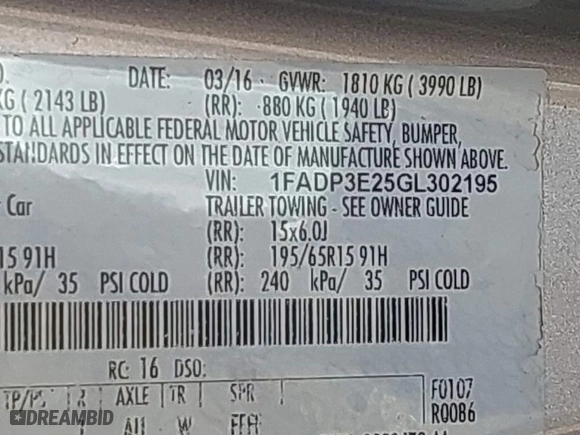 DATE: 03/16 GVWR: 1810 KG ( 3990 LB)
KG ( 2143 LB) (RR): 880 KG ( 1940 LB)
TO ALL APPLICABLE FEDERAL MOTOR VEHICLE SAFETY, BUMPER,
STANDARDS IN EFFECT ON THE DATE OF MANUFACTURE SHOWN ABOVE.
VIN: 1FADP3E25GL302195
Car TRAILER TOWING - SEE OWNER GUIDE
(RR): 15x6.0J
15 91H (RR): 195/65R15 91H
kPa/ 35 PSI COLD (RR): 240 kPa/ 35 PSI COLD
RC: 16 DSO:
TP/PS R AXLE TR SPR F0107
R0086
DREAMBID